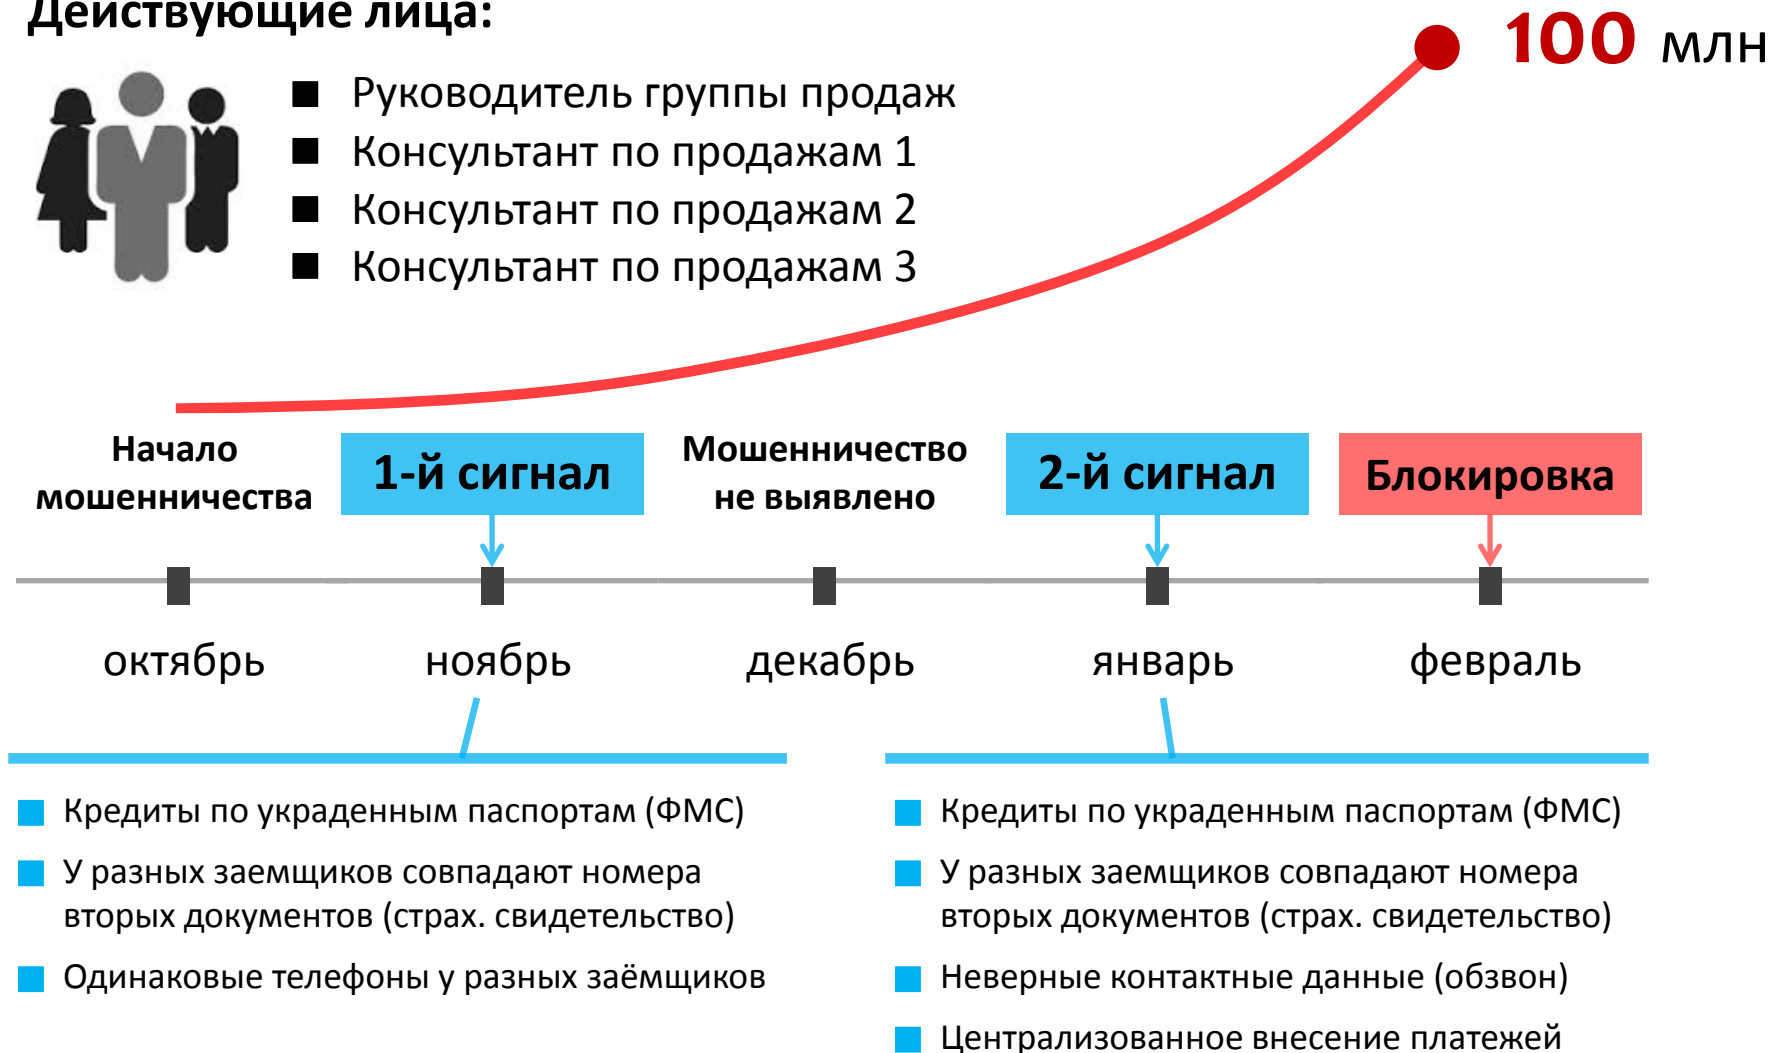 Действующие лица:
100 млн
Руководитель группы продаж
Консультант по продажам 1
Консультант по продажам 2
Консультант по продажам 3
Начало
мошенничества
1-й сигнал
Мошенничество
не выявлено
2-й сигнал
Блокировка
октябрь
ноябрь
декабрь
январь
февраль
Кредиты по украденным паспортам (ФМС)
У разных заемщиков совпадают номера
вторых документов (страх. свидетельство)
Одинаковые телефоны у разных заёмщиков
Кредиты по украденным паспортам (ФМС)
У разных заемщиков совпадают номера
вторых документов (страх. свидетельство)
Неверные контактные данные (обзвон)
Централизованное внесение платежей